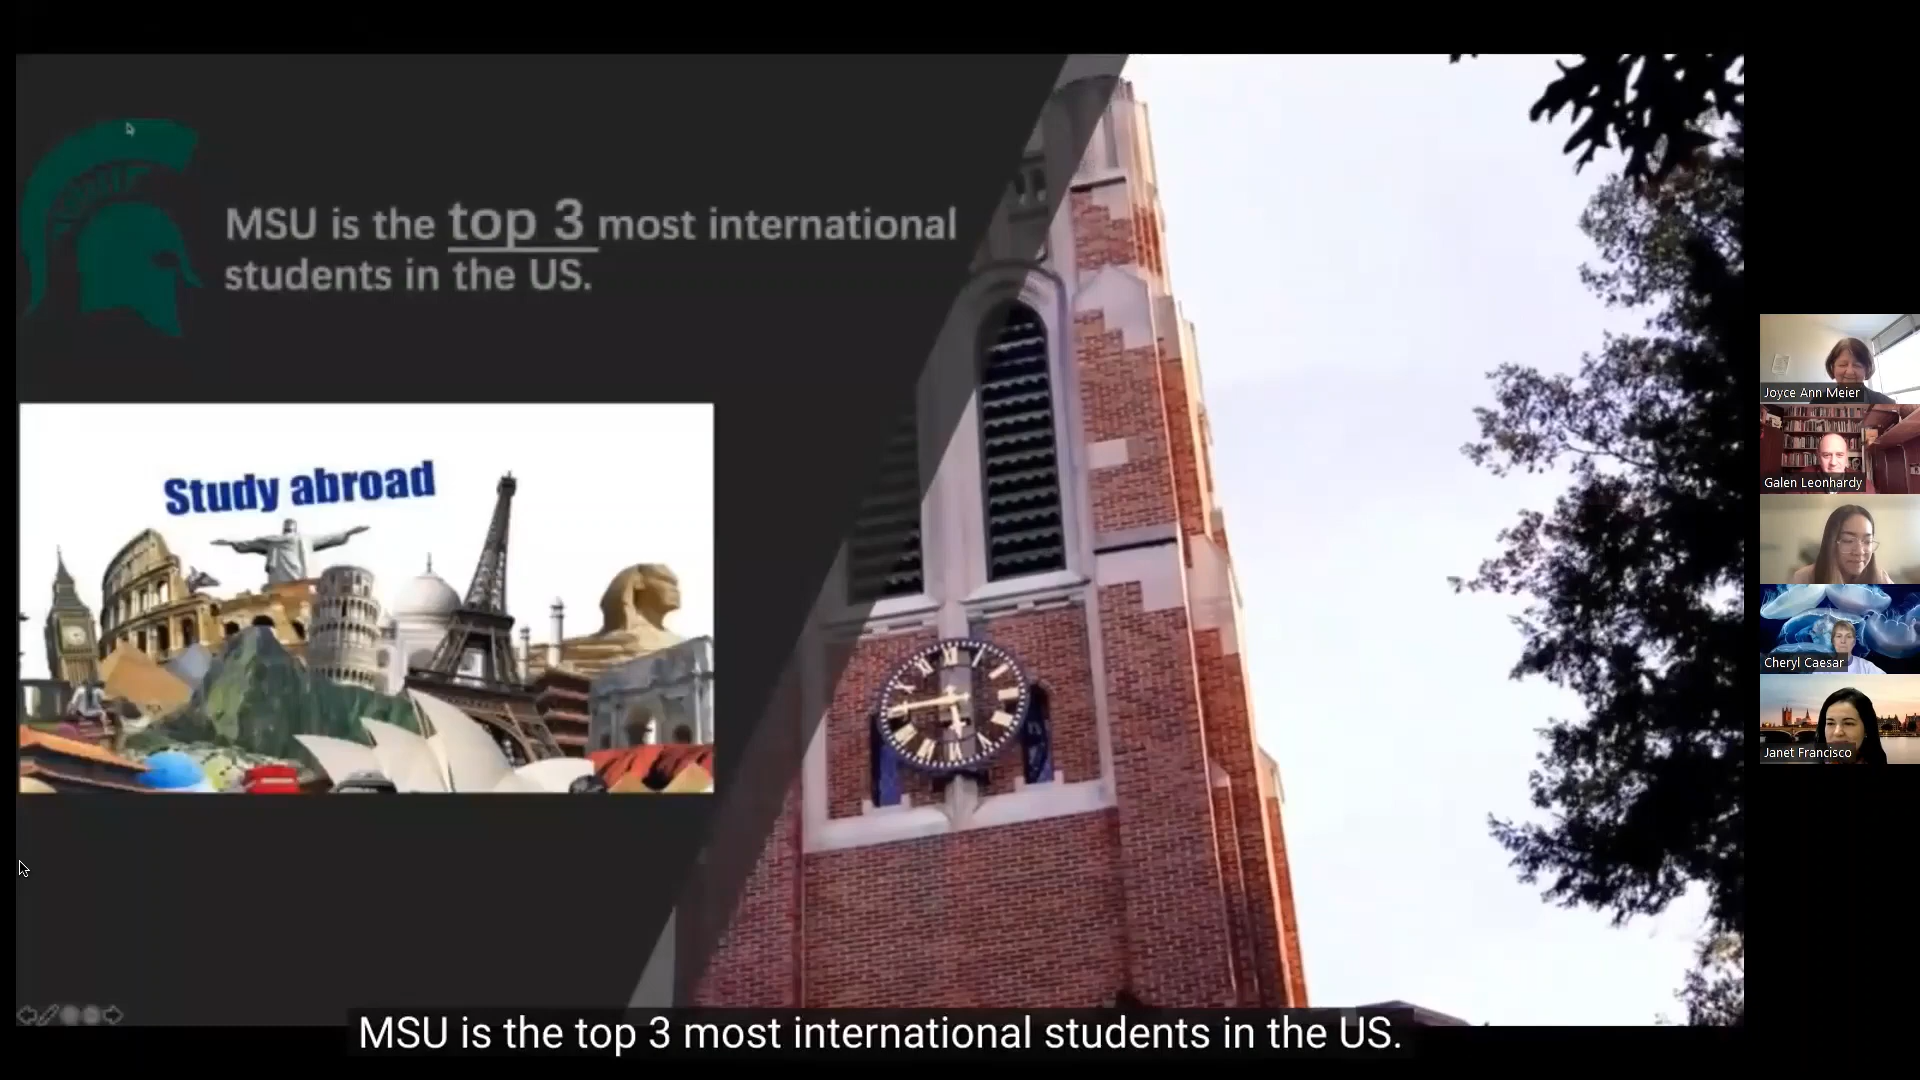 MSU is the top 3 most international
students in the US.
Study abroad
Joyce Ann Meier
Galen Leonhardy
Cheryl Caesar
Janet Francisco
MSU is the top 3 most international students in the US.